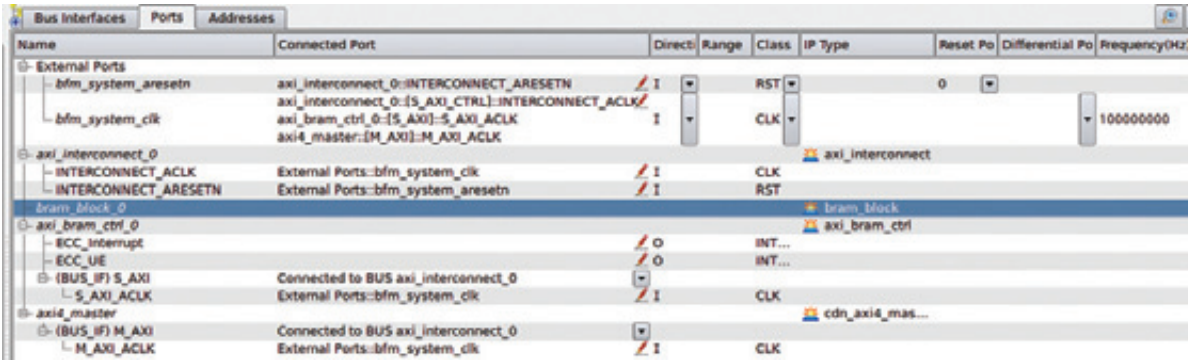 Bus Interfaces Ports Addresses
Name Connected Port Directi Range Class IP Type Reset Po Differential Po Frequency(Hz)
External Ports
bfm_system_aresetn axi_interconnect_0::INTERCONNECT_ARESETN I RST 0
axi_interconnect_0:[S_AXI_CTRL]::INTERCONNECT_ACLK
bfm_system_clk axi_bram_ctrl_0::[S_AXI]::S_AXI_ACLK I CLK 100000000
axi4_master::[M_AXI]::M_AXI_ACLK
axi_interconnect_0 axi_interconnect
INTERCONNECT_ACLK External Ports::bfm_system_clk I CLK
INTERCONNECT_ARESETN External Ports::bfm_system_aresetn I RST
bram_block_0 bram_block
axi_bram_ctrl_0 axi_bram_ctrl
ECC_Interrupt O INT...
ECC_UE O INT...
(BUS_IF) S_AXI Connected to BUS axi_interconnect_0
S_AXI_ACLK External Ports::bfm_system_clk I CLK
axi4_master cdn_axi4_mas...
(BUS_IF) M_AXI Connected to BUS axi_interconnect_0
M_AXI_ACLK External Ports::bfm_system_clk I CLK